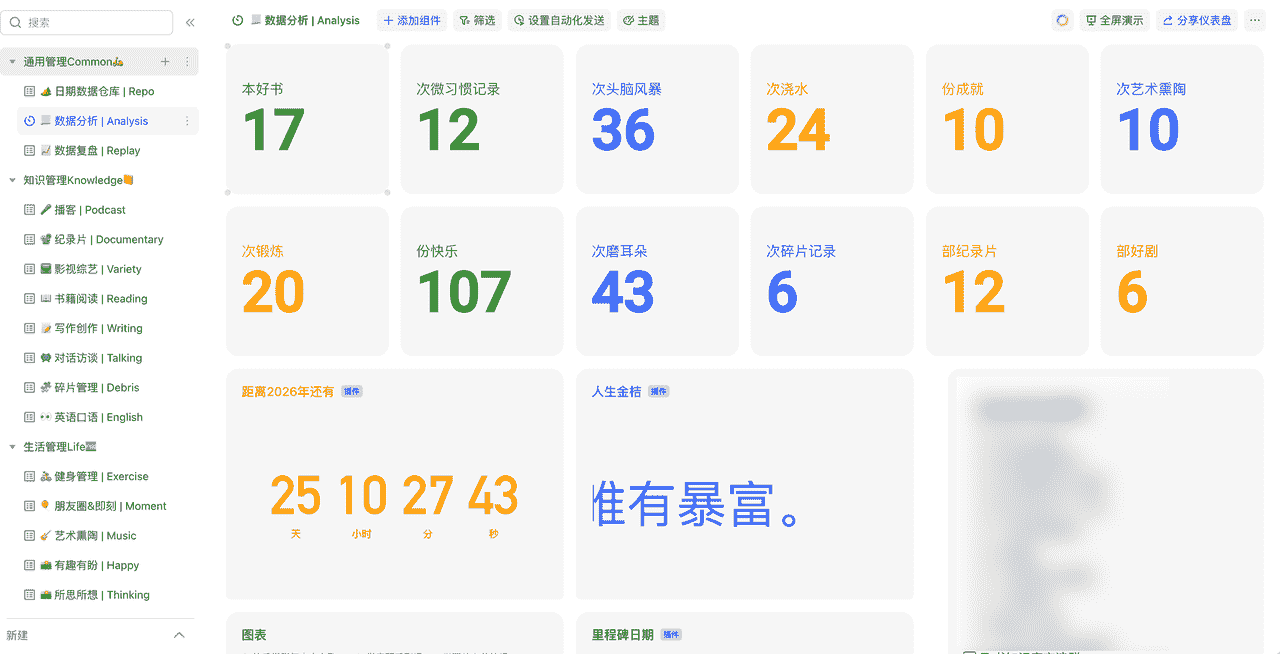 搜索
通用管理Common
日期数据仓库 | Repo
数据分析 | Analysis
数据复盘 | Replay
知识管理Knowledge
播客 | Podcast
纪录片 | Documentary
影视综艺 | Variety
书籍阅读 | Reading
写作创作 | Writing
对话访谈 | Talking
碎片管理 | Debris
英语口语 | English
生活管理Life
健身管理 | Exercise
朋友圈&即刻 | Moment
艺术熏陶 | Music
有趣有盼 | Happy
所思所想 | Thinking
新建
数据分析 | Analysis
添加组件
筛选
设置自动化发送
主题
全屏演示
分享仪表盘
本好书
17
次微习惯记录
12
次头脑风暴
36
次浇水
24
份成就
10
次艺术熏陶
10
次锻炼
20
份快乐
107
次磨耳朵
43
次碎片记录
6
部纪录片
12
部好剧
6
距离2026年还有 插件
25 10 27 43
天 小时 分 秒
人生金桔 插件
惟有暴富。
图表
里程碑日期 插件